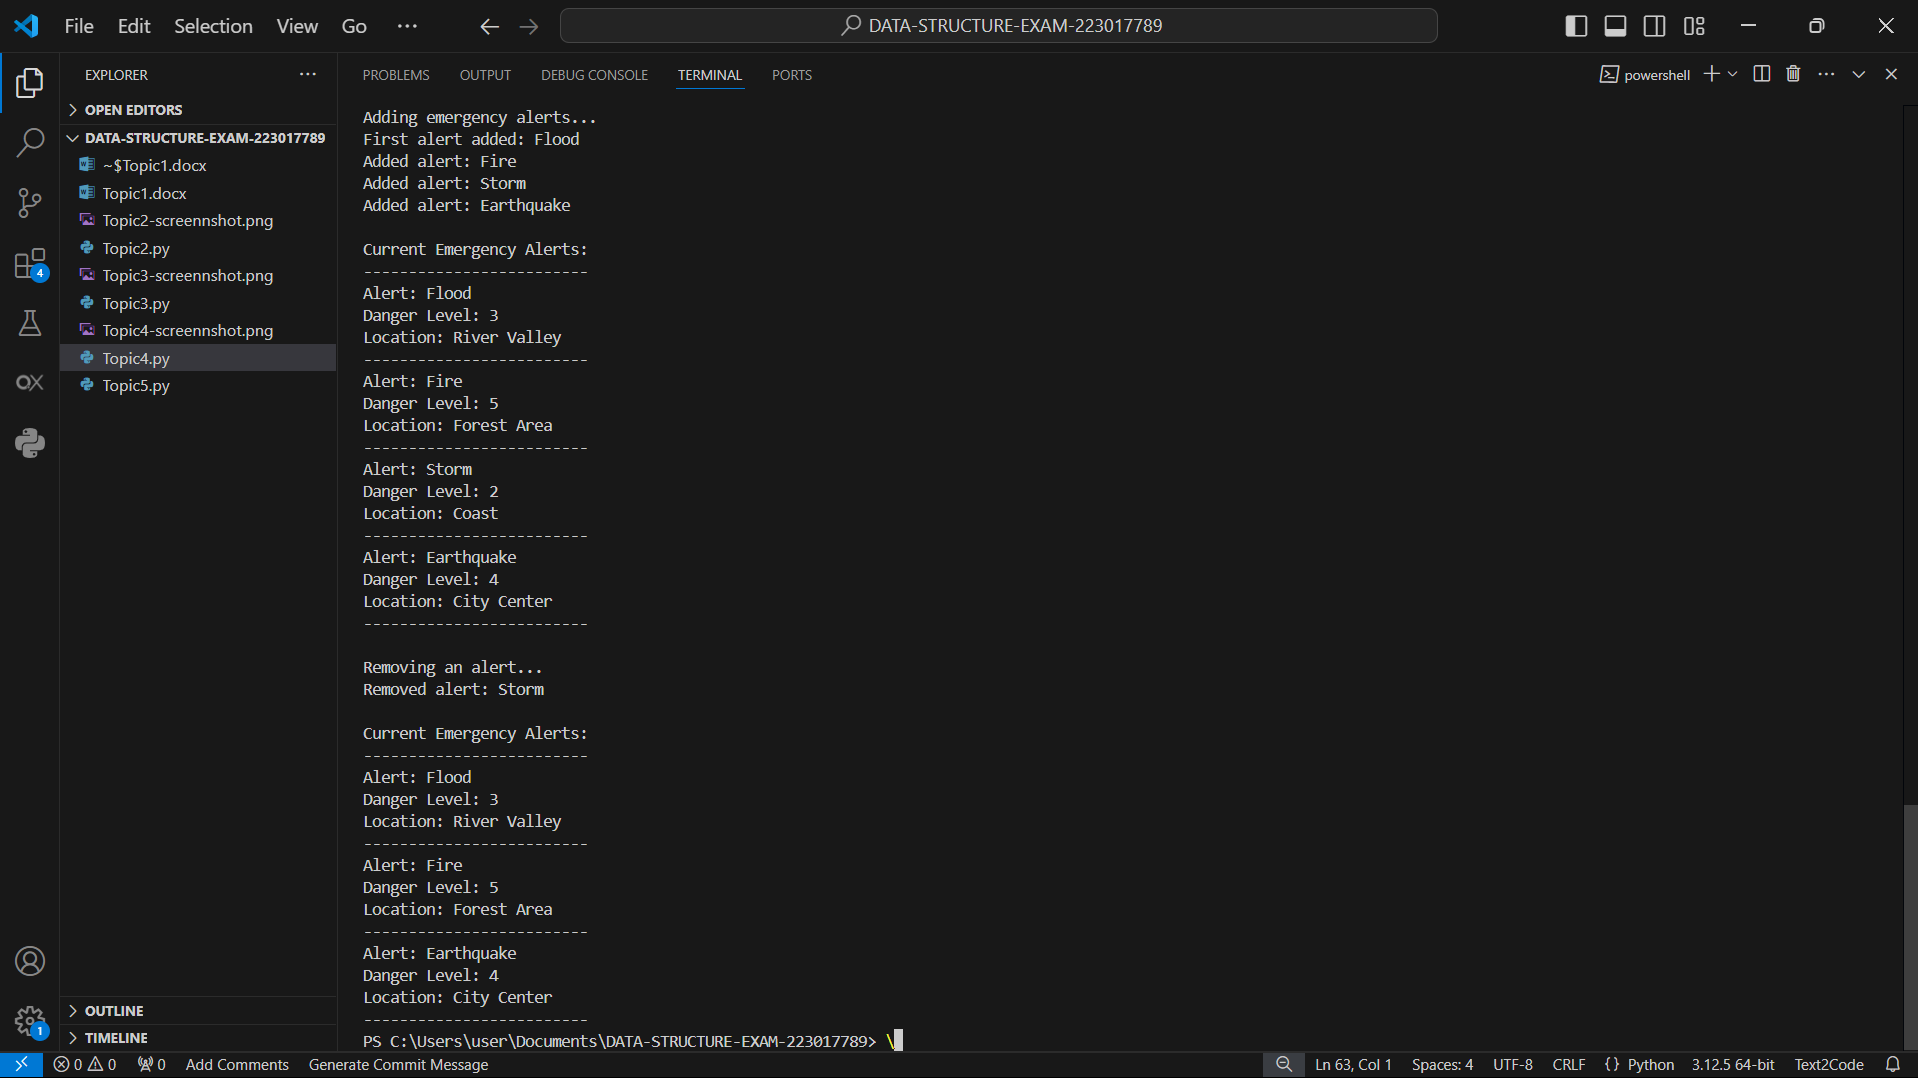 File Edit Selection View Go ··· DATA-STRUCTURE-EXAM-223017789
EXPLORER ···
OPEN EDITORS
DATA-STRUCTURE-EXAM-223017789
~$Topic1.docx
Topic1.docx
Topic2-screennshot.png
Topic2.py
Topic3-screennshot.png
Topic3.py
Topic4-screennshot.png
Topic4.py
Topic5.py
OUTLINE
TIMELINE
4
1
PROBLEMS OUTPUT DEBUG CONSOLE TERMINAL PORTS powershell ···
Adding emergency alerts...
First alert added: Flood
Added alert: Fire
Added alert: Storm
Added alert: Earthquake
Current Emergency Alerts:
-------------------------
Alert: Flood
Danger Level: 3
Location: River Valley
-------------------------
Alert: Fire
Danger Level: 5
Location: Forest Area
-------------------------
Alert: Storm
Danger Level: 2
Location: Coast
-------------------------
Alert: Earthquake
Danger Level: 4
Location: City Center
-------------------------
Removing an alert...
Removed alert: Storm
Current Emergency Alerts:
-------------------------
Alert: Flood
Danger Level: 3
Location: River Valley
-------------------------
Alert: Fire
Danger Level: 5
Location: Forest Area
-------------------------
Alert: Earthquake
Danger Level: 4
Location: City Center
-------------------------
PS C:\Users\user\Documents\DATA-STRUCTURE-EXAM-223017789> \
0 0 0 Add Comments Generate Commit Message Ln 63, Col 1 Spaces: 4 UTF-8 CRLF {} Python 3.12.5 64-bit Text2Code